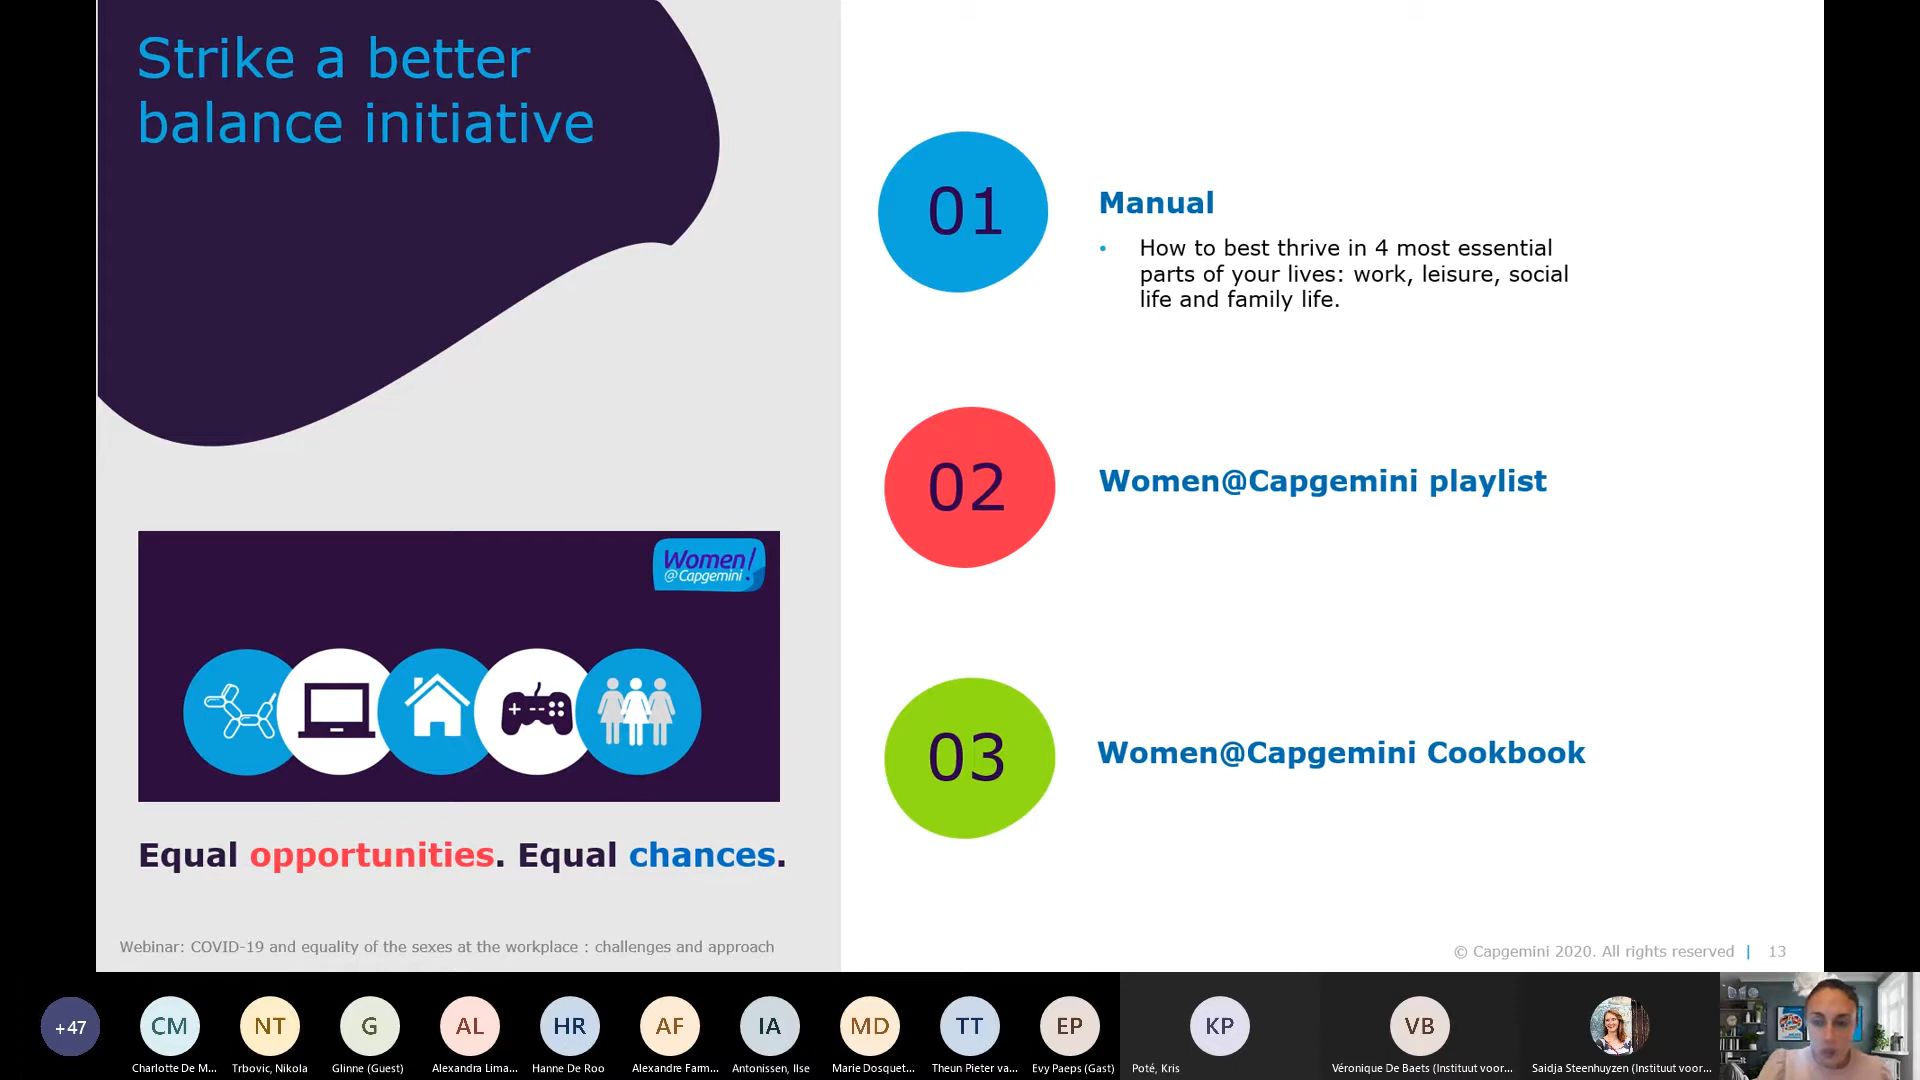 Strike a better
balance initiative
01
Manual
• How to best thrive in 4 most essential
parts of your lives: work, leisure, social
life and family life.
02
Women@Capgemini playlist
03
Women@Capgemini Cookbook
Women!
@Capgemini
Equal opportunities. Equal chances.
Webinar: COVID-19 and equality of the sexes at the workplace : challenges and approach
© Capgemini 2020. All rights reserved | 13
+47
CM
NT
G
AL
HR
AF
IA
MD
TT
EP
KP
VB
Charlotte De M...
Trbovic, Nikola
Glinne (Guest)
Alexandra Lima...
Hanne De Roo
Alexandre Fam...
Antonissen, Ilse
Marie Dosquet...
Theun Pieter va...
Evy Paeps (Gast)
Poté, Kris
Véronique De Baets (Instituut voor...
Saidja Steenhuyzen (Instituut voor...